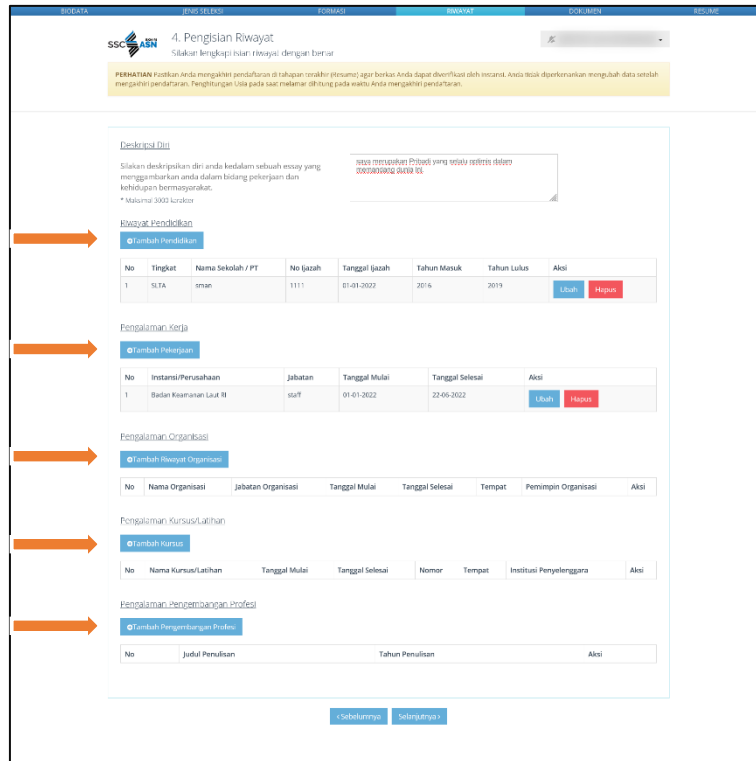 BIODATA JENIS SELEKSI FORMASI RIWAYAT DOKUMEN RESUME
SSC ASN
4. Pengisian Riwayat
Silakan lengkapi isian riwayat dengan benar
PERHATIAN Pastikan Anda mengakhiri pendaftaran di tahapan terakhir (Resume) agar berkas Anda dapat diverifikasi oleh instansi. Anda tidak diperkenankan mengubah data setelah
mengakhiri pendaftaran. Penghitungan Usia pada saat melamar dihitung pada waktu Anda mengakhiri pendaftaran.
Deskripsi Diri
Silakan deskripsikan diri anda kedalam sebuah essay yang
menggambarkan anda dalam bidang pekerjaan dan
kehidupan bermasyarakat.
* Maksimal 3000 karakter
saya merupakan Pribadi yang selalu optimis dalam
memandang dunia ini.
Riwayat Pendidikan
Tambah Pendidikan
No Tingkat Nama Sekolah / PT No Ijazah Tanggal Ijazah Tahun Masuk Tahun Lulus Aksi
1 SLTA sman 1111 01-01-2022 2016 2019 Ubah Hapus
Pengalaman Kerja
Tambah Pekerjaan
No Instansi/Perusahaan Jabatan Tanggal Mulai Tanggal Selesai Aksi
1 Badan Keamanan Laut RI staff 01-01-2022 22-06-2022 Ubah Hapus
Pengalaman Organisasi
Tambah Riwayat Organisasi
No Nama Organisasi Jabatan Organisasi Tanggal Mulai Tanggal Selesai Tempat Pemimpin Organisasi Aksi
Pengalaman Kursus/Latihan
Tambah Kursus
No Nama Kursus/Latihan Tanggal Mulai Tanggal Selesai Nomor Tempat Institusi Penyelenggara Aksi
Pengalaman Pengembangan Profesi
Tambah Pengembangan Profesi
No Judul Penulisan Tahun Penulisan Aksi
‹ Sebelumnya Selanjutnya ›